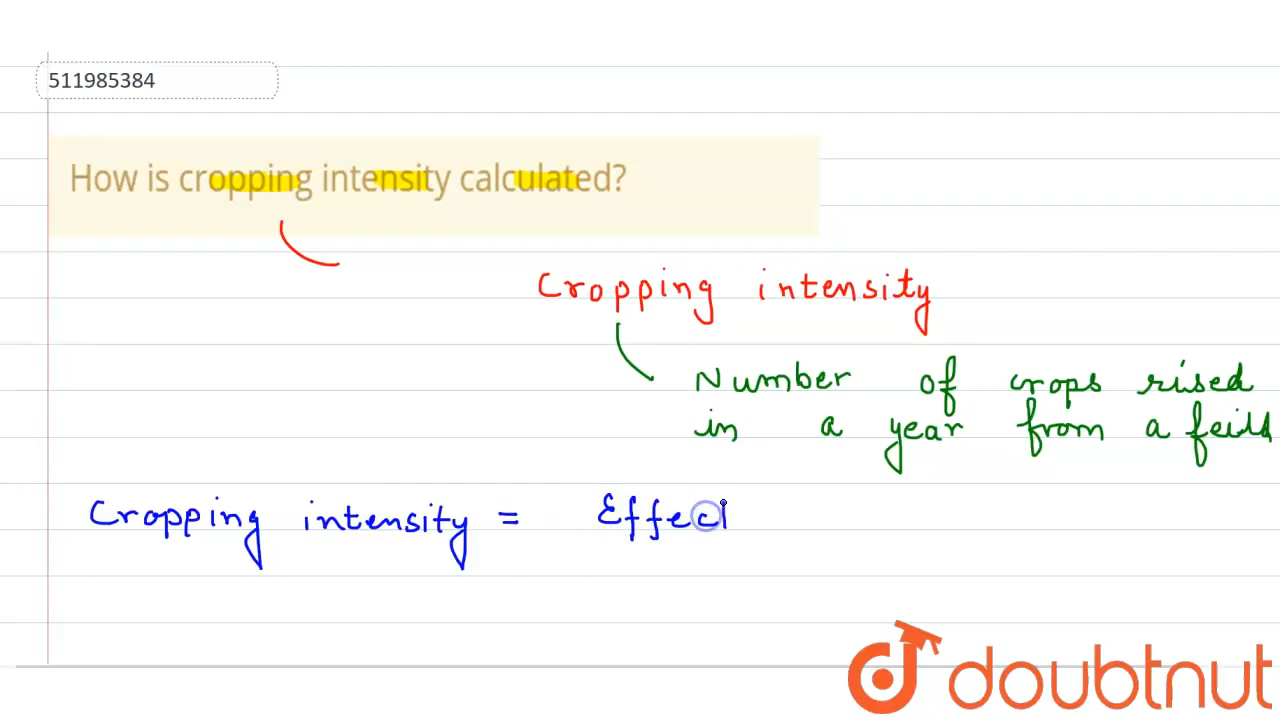 511985384
How is cropping intensity calculated?
Cropping intensity
Number of crops rised
in a year from a feild
Cropping intensity = Effect
doubtnut